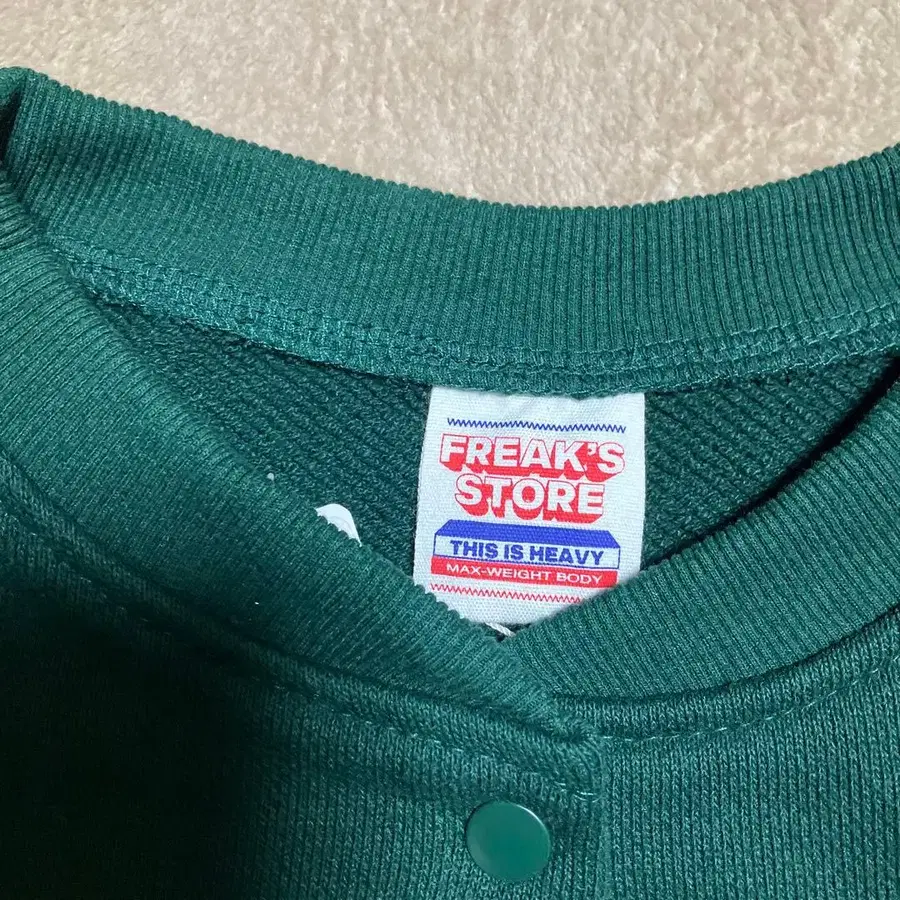 FREAK'S
STORE
THIS IS HEAVY
MAX-WEIGHT BODY